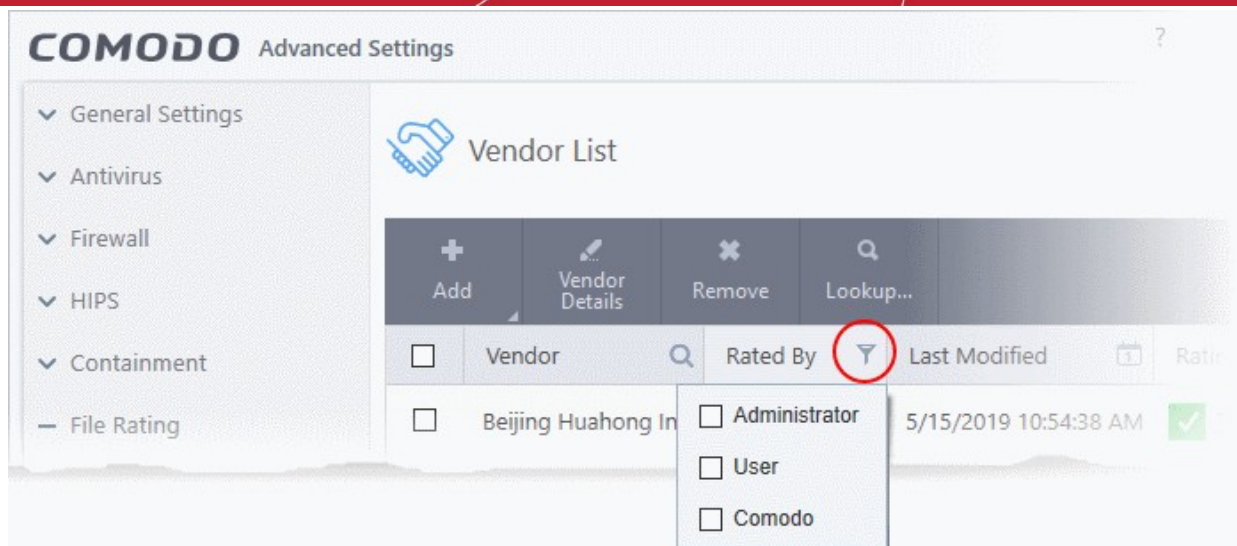 COMODO Advanced Settings ?
General Settings
Antivirus
Firewall
HIPS
Containment
File Rating
Vendor List
Add Vendor Details Remove Lookup...
Vendor Rated By Last Modified
Beijing Huahong In 5/15/2019 10:54:38 AM
Administrator
User
Comodo